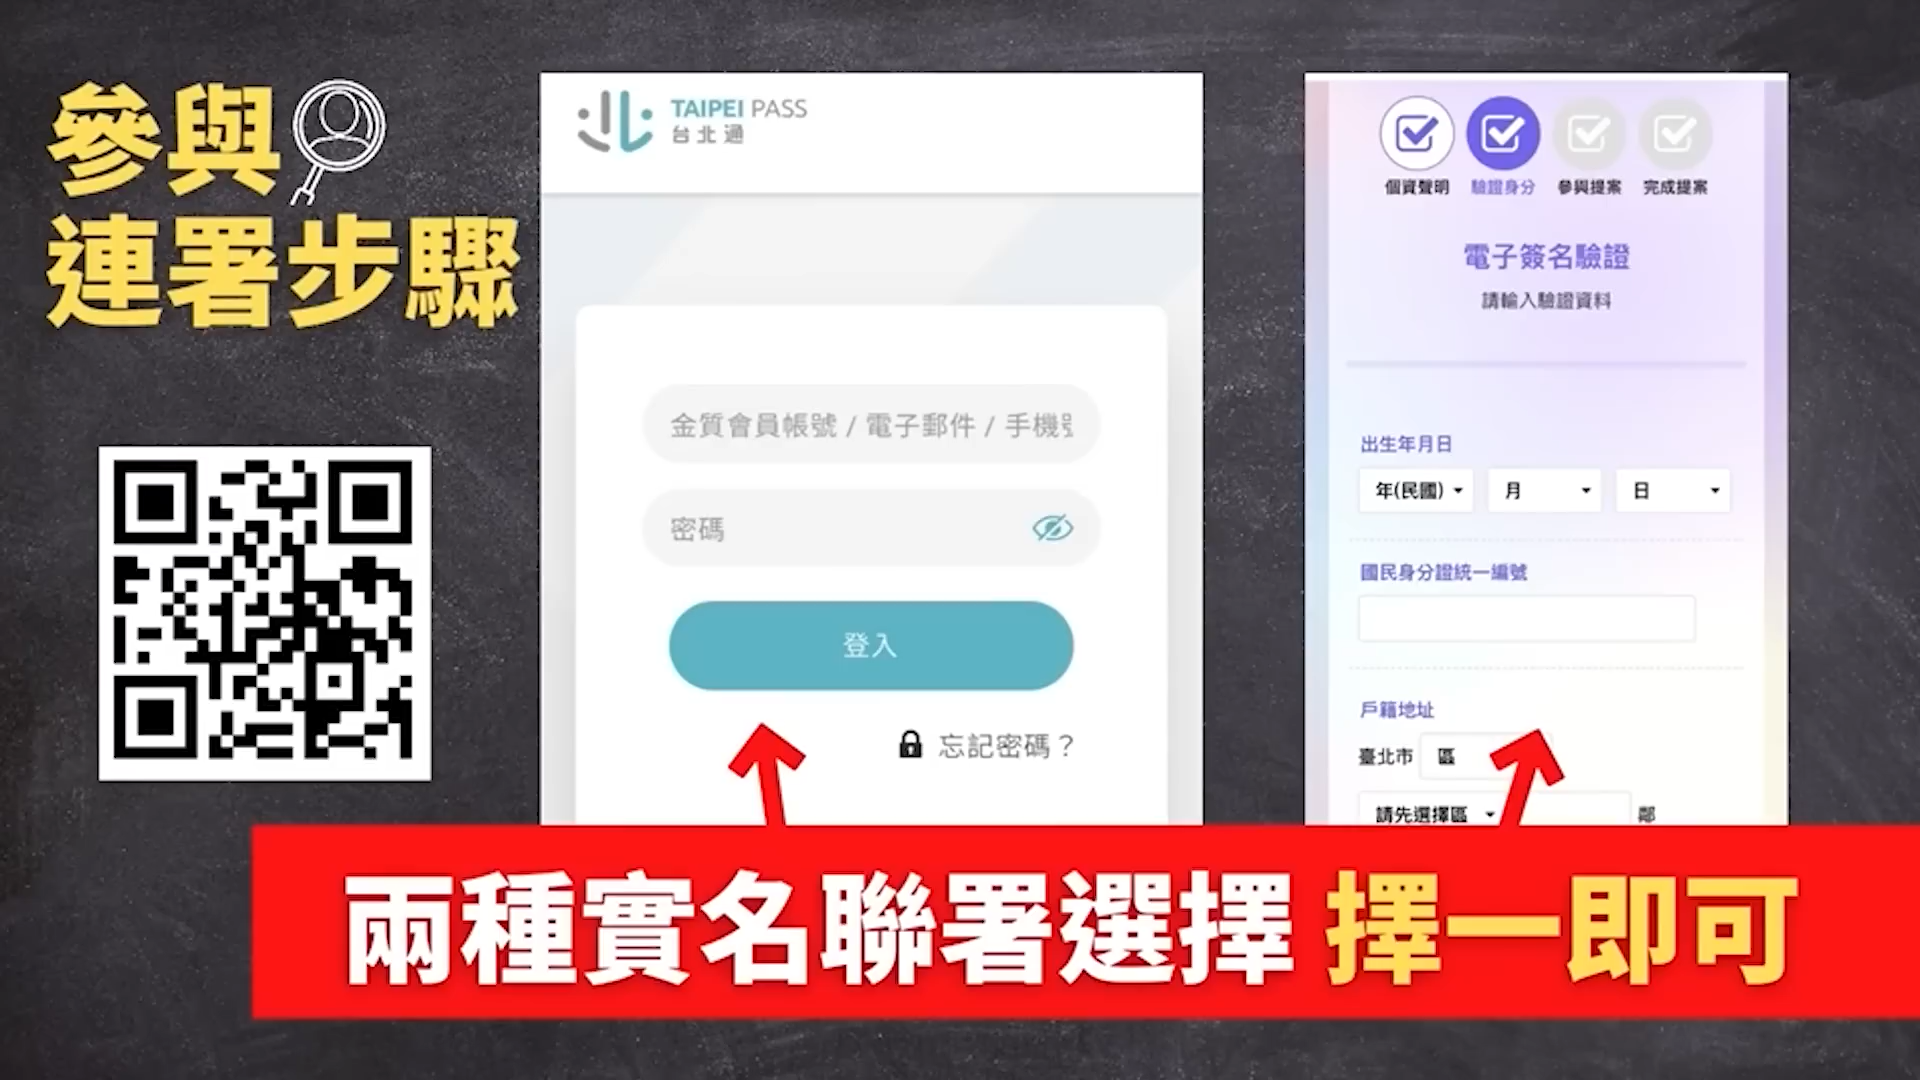 參與
連署步驟
TAIPEI PASS
台北通
金質會員帳號 / 電子郵件 / 手機
密碼
登入
忘記密碼？
個資聲明
驗證身分
參與提案
完成提案
電子簽名驗證
請輸入驗證資料
出生年月日
年(民國)
月
日
國民身分證統一編號
戶籍地址
臺北市 區
請先選擇區
鄰
兩種實名聯署選擇 擇一即可